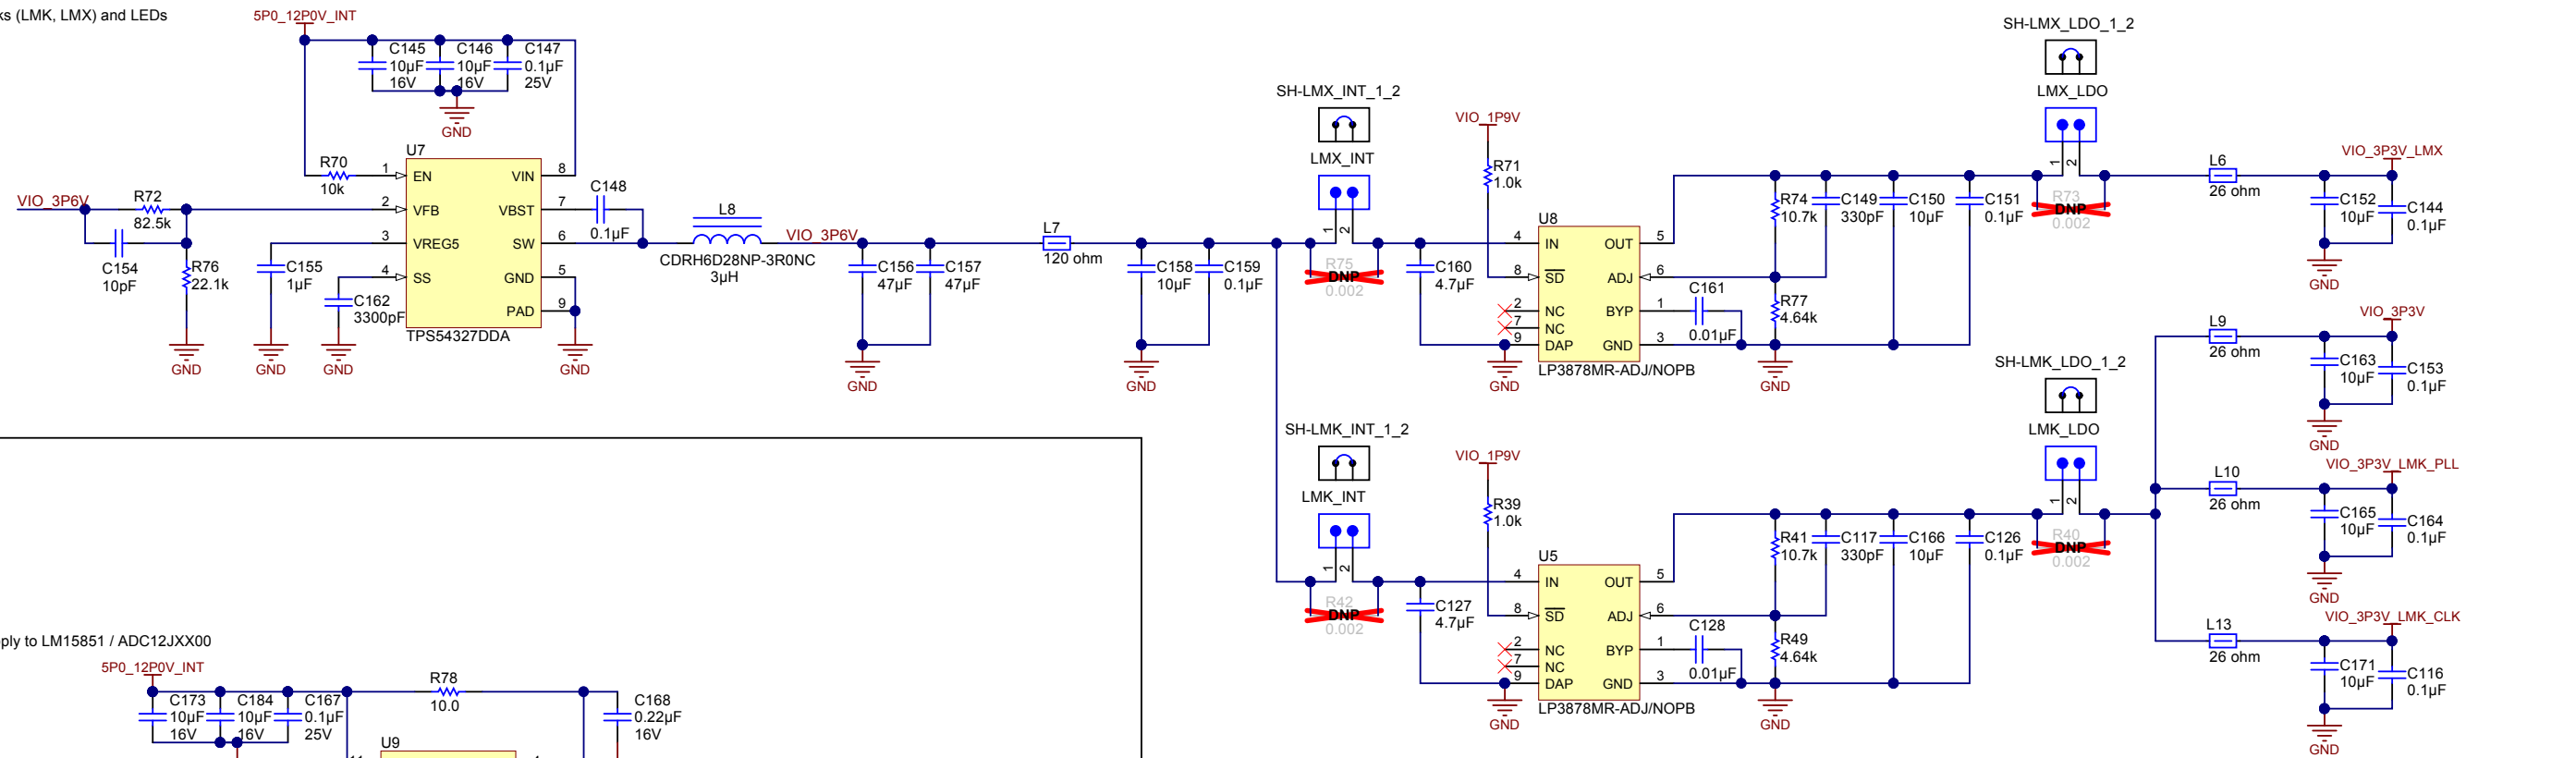 ks (LMK, LMX) and LEDs
5P0_12P0V_INT
C145
10µF
16V
C146
10µF
16V
C147
0.1µF
25V
GND
U7
R70
10k
1
EN
VIN
8
VIO_3P6V
R72
82.5k
2
VFB
VBST
7
C148
0.1µF
3
VREG5
SW
6
4
SS
GND
5
PAD
9
TPS54327DDA
C154
10pF
R76
22.1k
C155
1µF
C162
3300pF
GND
GND
GND
GND
L8
CDRH6D28NP-3R0NC
3µH
VIO_3P6V
C156
47µF
C157
47µF
GND
L7
120 ohm
C158
10µF
C159
0.1µF
GND
SH-LMX_INT_1_2
LMX_INT
1
2
R75
DNP
0.002
C160
4.7µF
VIO_1P9V
R71
1.0k
U8
4
IN
OUT
5
8
SD
ADJ
6
2
NC
BYP
1
7
NC
9
DAP
GND
3
LP3878MR-ADJ/NOPB
GND
C161
0.01µF
R74
10.7k
R77
4.64k
GND
C149
330pF
C150
10µF
C151
0.1µF
SH-LMX_LDO_1_2
LMX_LDO
1
2
R73
DNP
0.002
L6
26 ohm
VIO_3P3V_LMX
C152
10µF
C144
0.1µF
GND
L9
26 ohm
VIO_3P3V
C163
10µF
C153
0.1µF
GND
SH-LMK_INT_1_2
LMK_INT
1
2
R42
DNP
0.002
C127
4.7µF
VIO_1P9V
R39
1.0k
U5
4
IN
OUT
5
8
SD
ADJ
6
2
NC
BYP
1
7
NC
9
DAP
GND
3
LP3878MR-ADJ/NOPB
GND
C128
0.01µF
R41
10.7k
R49
4.64k
GND
C117
330pF
C166
10µF
C126
0.1µF
SH-LMK_LDO_1_2
LMK_LDO
1
2
R40
DNP
0.002
L10
26 ohm
VIO_3P3V_LMK_PLL
C165
10µF
C164
0.1µF
GND
L13
26 ohm
VIO_3P3V_LMK_CLK
C171
10µF
C116
0.1µF
GND
ply to LM15851 / ADC12JXX00
5P0_12P0V_INT
C173
10µF
16V
C184
10µF
16V
C167
0.1µF
25V
R78
10.0
C168
0.22µF
16V
U9